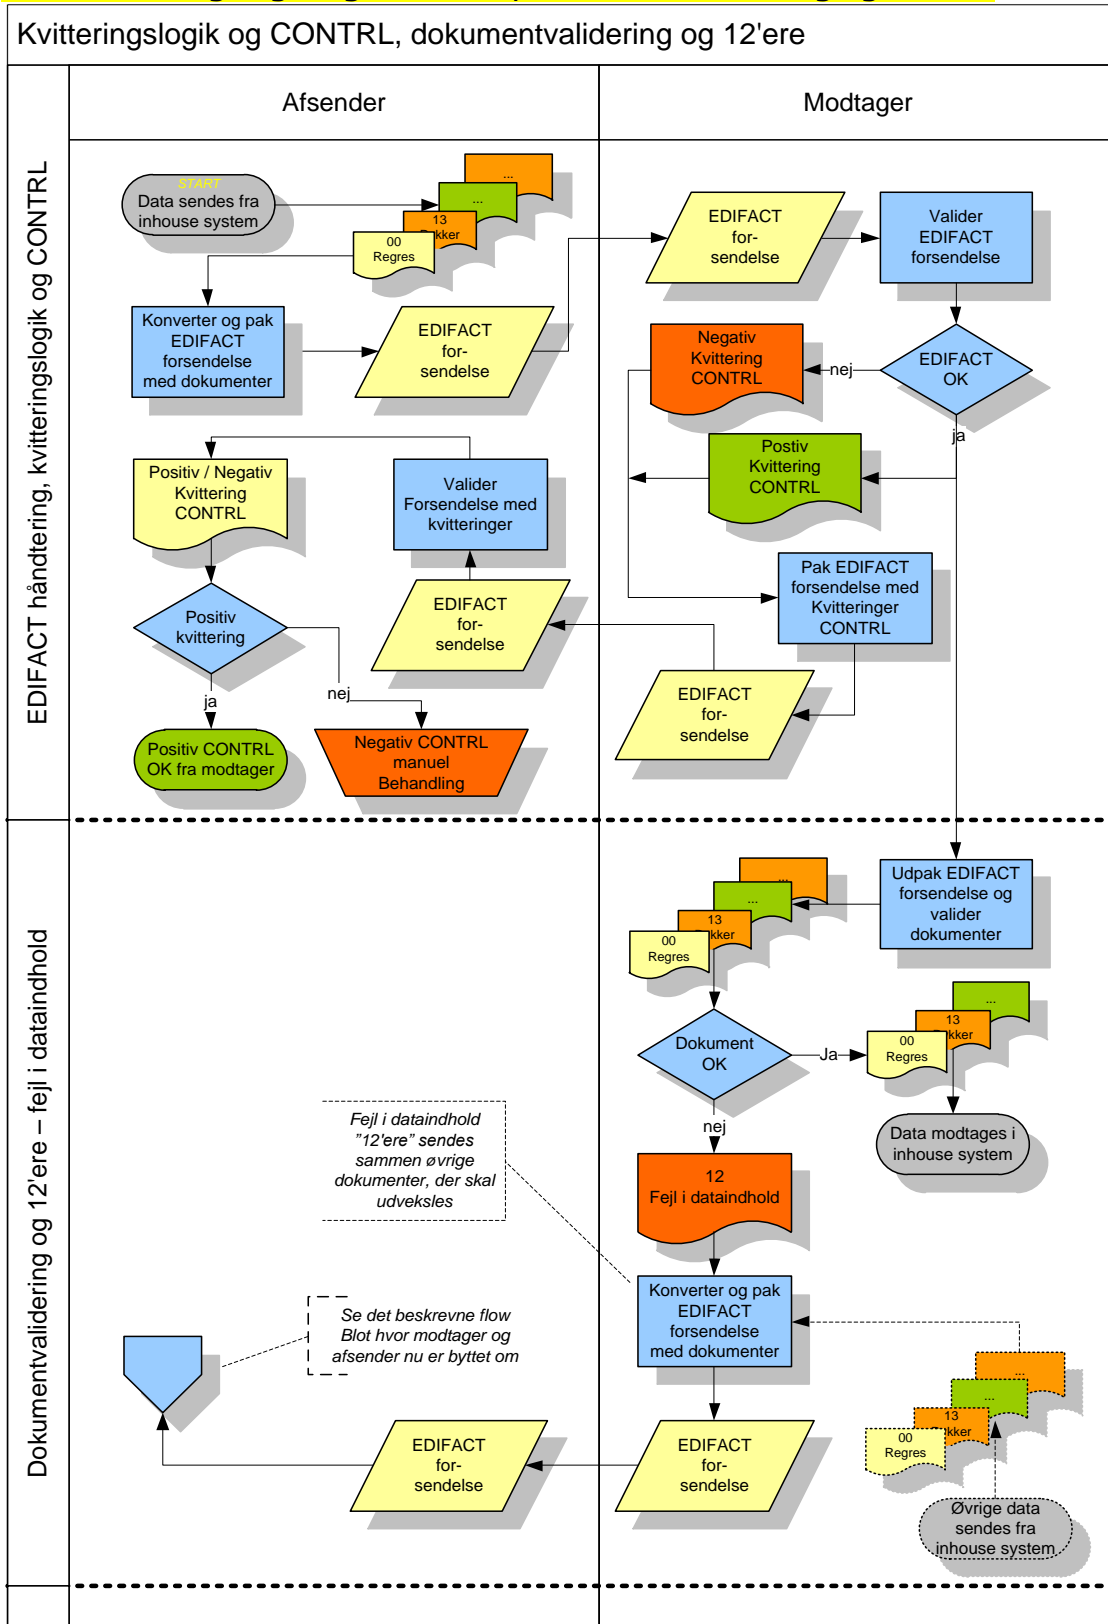 Kvitteringslogik og CONTRL, dokumentvalidering og 12'ere
Afsender
Modtager
EDIFACT håndtering, kvitteringslogik og CONTRL
START
Data sendes fra
inhouse system
...
...
13
00
Regres
Konverter og pak
EDIFACT
forsendelse
med dokumenter
EDIFACT
for-
sendelse
EDIFACT
for-
sendelse
Valider
EDIFACT
forsendelse
EDIFACT
OK
nej
ja
Negativ
Kvittering
CONTRL
Postiv
Kvittering
CONTRL
Pak EDIFACT
forsendelse med
Kvitteringer
CONTRL
EDIFACT
for-
sendelse
EDIFACT
for-
sendelse
Valider
Forsendelse med
kvitteringer
Positiv / Negativ
Kvittering
CONTRL
Positiv
kvittering
ja
nej
Positiv CONTRL
OK fra modtager
Negativ CONTRL
manuel
Behandling
Dokumentvalidering og 12'ere – fejl i dataindhold
Udpak EDIFACT
forsendelse og
valider
dokumenter
...
...
13
00
Regres
Dokument
OK
Ja
nej
...
13
00
Regres
Data modtages i
inhouse system
12
Fejl i dataindhold
Fejl i dataindhold
”12'ere” sendes
sammen øvrige
dokumenter, der skal
udveksles
Konverter og pak
EDIFACT
forsendelse
med dokumenter
Se det beskrevne flow
Blot hvor modtager og
afsender nu er byttet om
...
...
13
00
Regres
Øvrige data
sendes fra
inhouse system
EDIFACT
for-
sendelse
EDIFACT
for-
sendelse